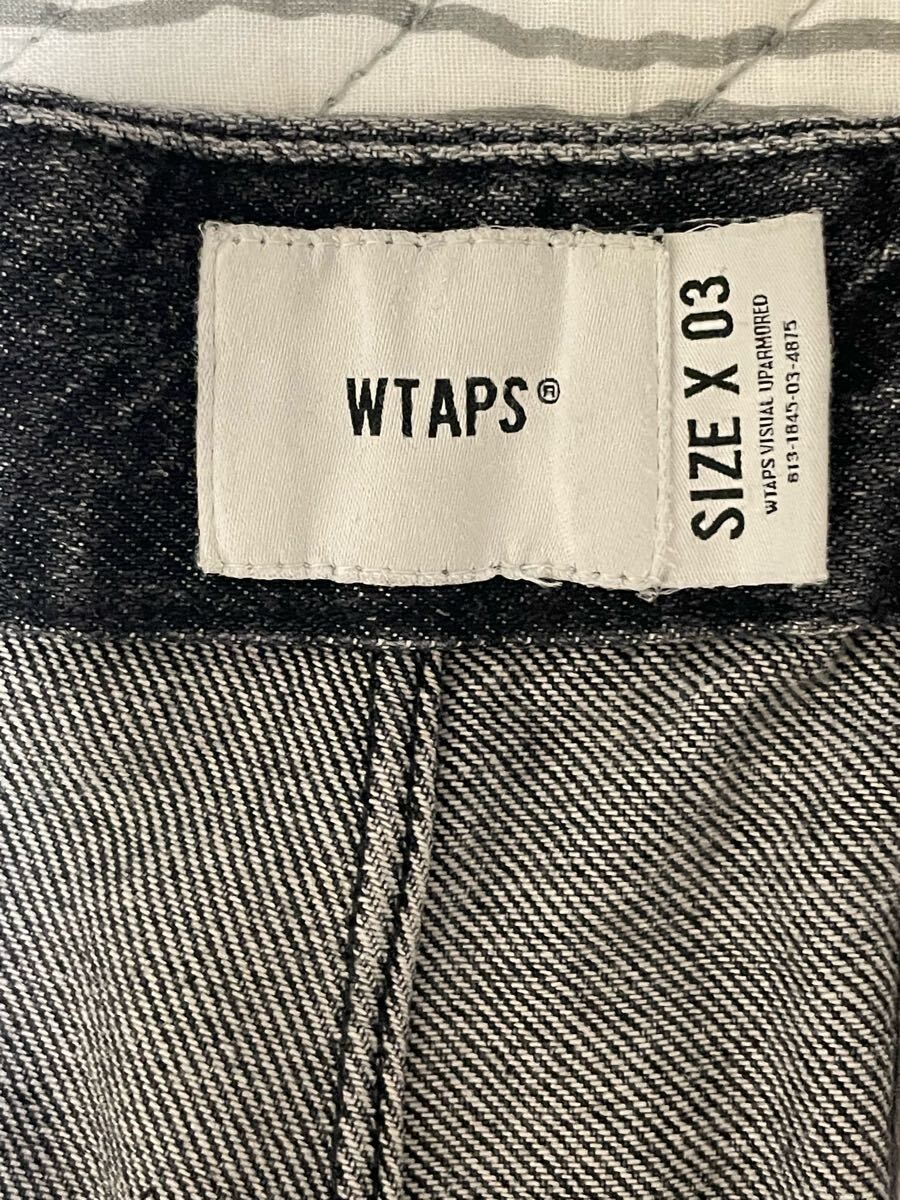 WTAPS®
SIZE X 03
WTAPS VISUAL UPARMORED
813-1845-03-4875